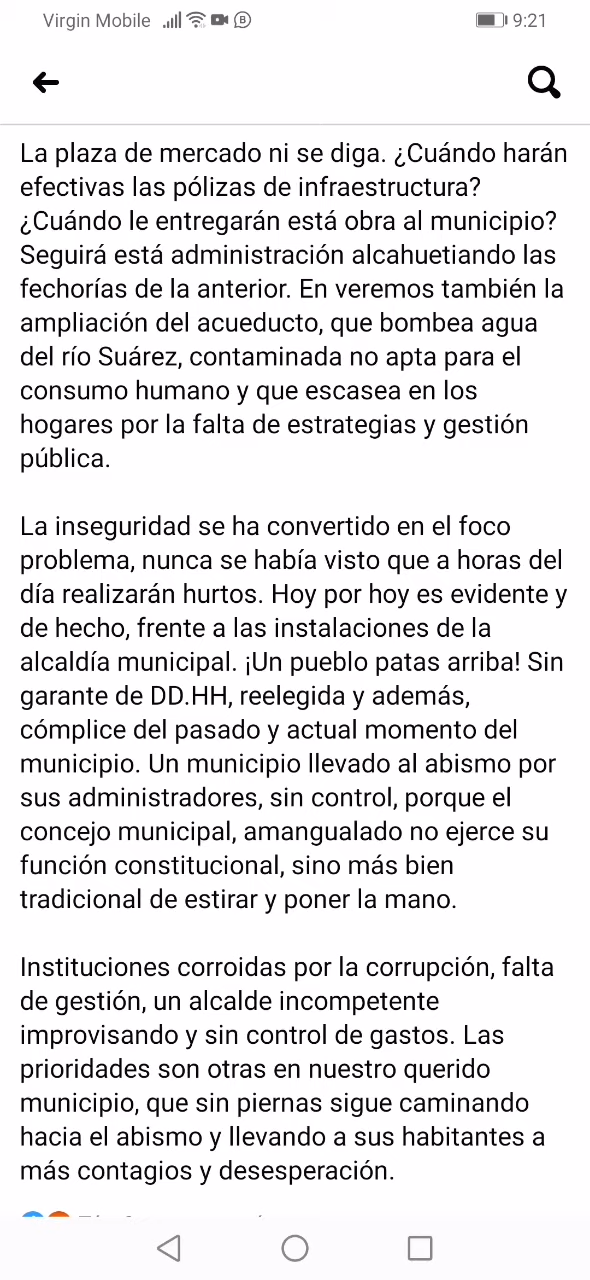 Virgin Mobile 9:21
La plaza de mercado ni se diga. ¿Cuándo harán
efectivas las pólizas de infraestructura?
¿Cuándo le entregarán está obra al municipio?
Seguirá está administración alcahuetiando las
fechorías de la anterior. En veremos también la
ampliación del acueducto, que bombea agua
del río Suárez, contaminada no apta para el
consumo humano y que escasea en los
hogares por la falta de estrategias y gestión
pública.
La inseguridad se ha convertido en el foco
problema, nunca se había visto que a horas del
día realizarán hurtos. Hoy por hoy es evidente y
de hecho, frente a las instalaciones de la
alcaldía municipal. ¡Un pueblo patas arriba! Sin
garante de DD.HH, reelegida y además,
cómplice del pasado y actual momento del
municipio. Un municipio llevado al abismo por
sus administradores, sin control, porque el
concejo municipal, amangualado no ejerce su
función constitucional, sino más bien
tradicional de estirar y poner la mano.
Instituciones corroidas por la corrupción, falta
de gestión, un alcalde incompetente
improvisando y sin control de gastos. Las
prioridades son otras en nuestro querido
municipio, que sin piernas sigue caminando
hacia el abismo y llevando a sus habitantes a
más contagios y desesperación.